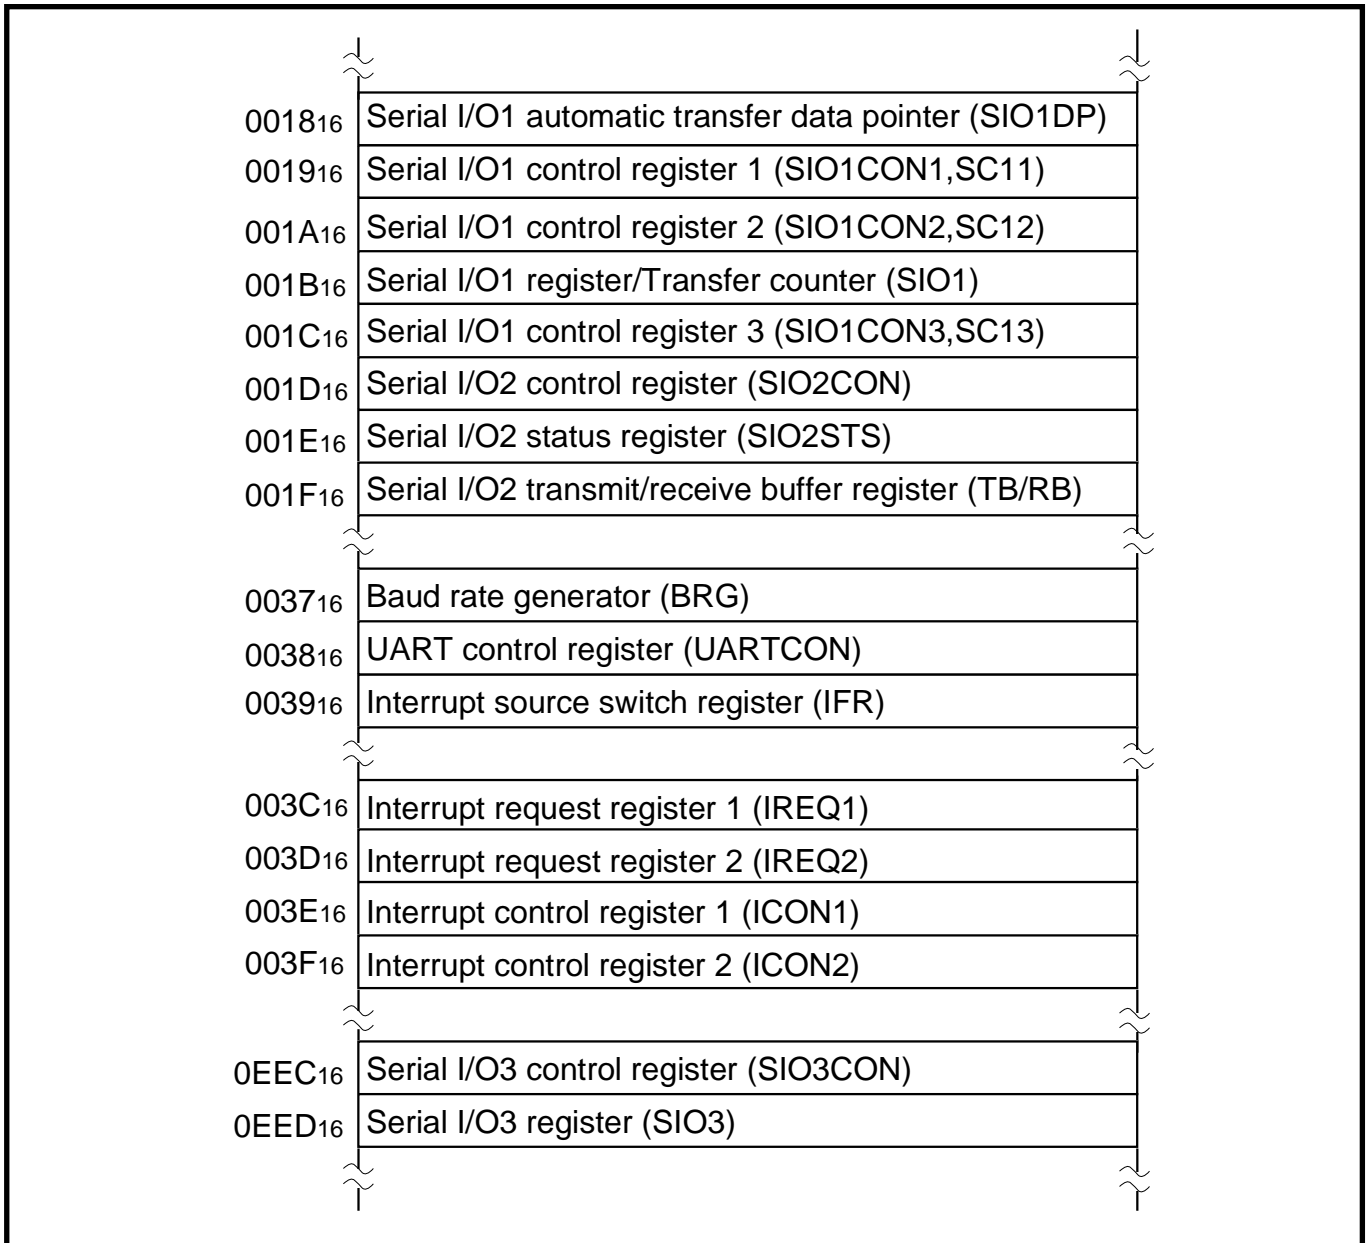 0018₁₆ Serial I/O1 automatic transfer data pointer (SIO1DP)
0019₁₆ Serial I/O1 control register 1 (SIO1CON1,SC11)
001A₁₆ Serial I/O1 control register 2 (SIO1CON2,SC12)
001B₁₆ Serial I/O1 register/Transfer counter (SIO1)
001C₁₆ Serial I/O1 control register 3 (SIO1CON3,SC13)
001D₁₆ Serial I/O2 control register (SIO2CON)
001E₁₆ Serial I/O2 status register (SIO2STS)
001F₁₆ Serial I/O2 transmit/receive buffer register (TB/RB)
0037₁₆ Baud rate generator (BRG)
0038₁₆ UART control register (UARTCON)
0039₁₆ Interrupt source switch register (IFR)
003C₁₆ Interrupt request register 1 (IREQ1)
003D₁₆ Interrupt request register 2 (IREQ2)
003E₁₆ Interrupt control register 1 (ICON1)
003F₁₆ Interrupt control register 2 (ICON2)
0EEC₁₆ Serial I/O3 control register (SIO3CON)
0EED₁₆ Serial I/O3 register (SIO3)